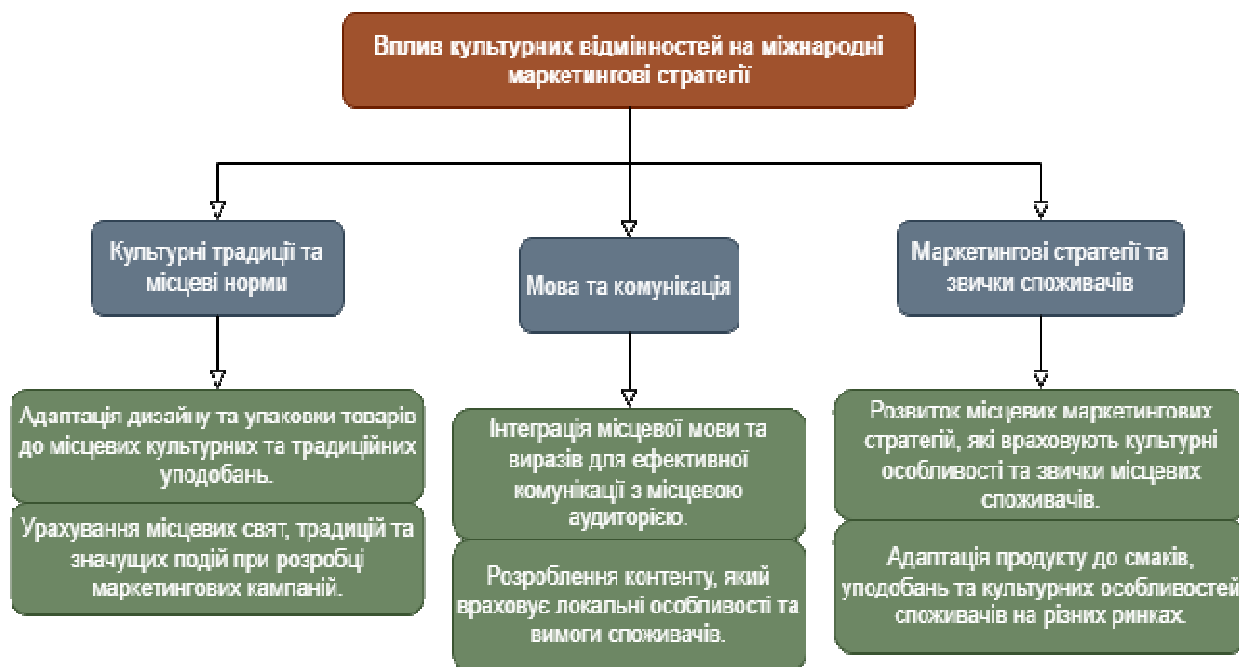 Вплив культурних відмінностей на міжнародні
маркетингові стратегії
Культурні традиції та
місцеві норми
Мова та комунікація
Маркетингові стратегії та
звички споживачів
Адаптація дизайну та упаковки товарів
до місцевих культурних та традиційних
уподобань.
Урахування місцевих свят, традицій та
значущих подій при розробці
маркетингових кампаній.
Інтеграція місцевої мови та
виразів для ефективної
комунікації з місцевою
аудиторією.
Розроблення контенту, який
враховує локальні особливості та
вимоги споживачів.
Розвиток місцевих маркетингових
стратегій, які враховують культурні
особливості та звички місцевих
споживачів.
Адаптація продукту до смаків,
уподобань та культурних особливостей
споживачів на різних ринках.